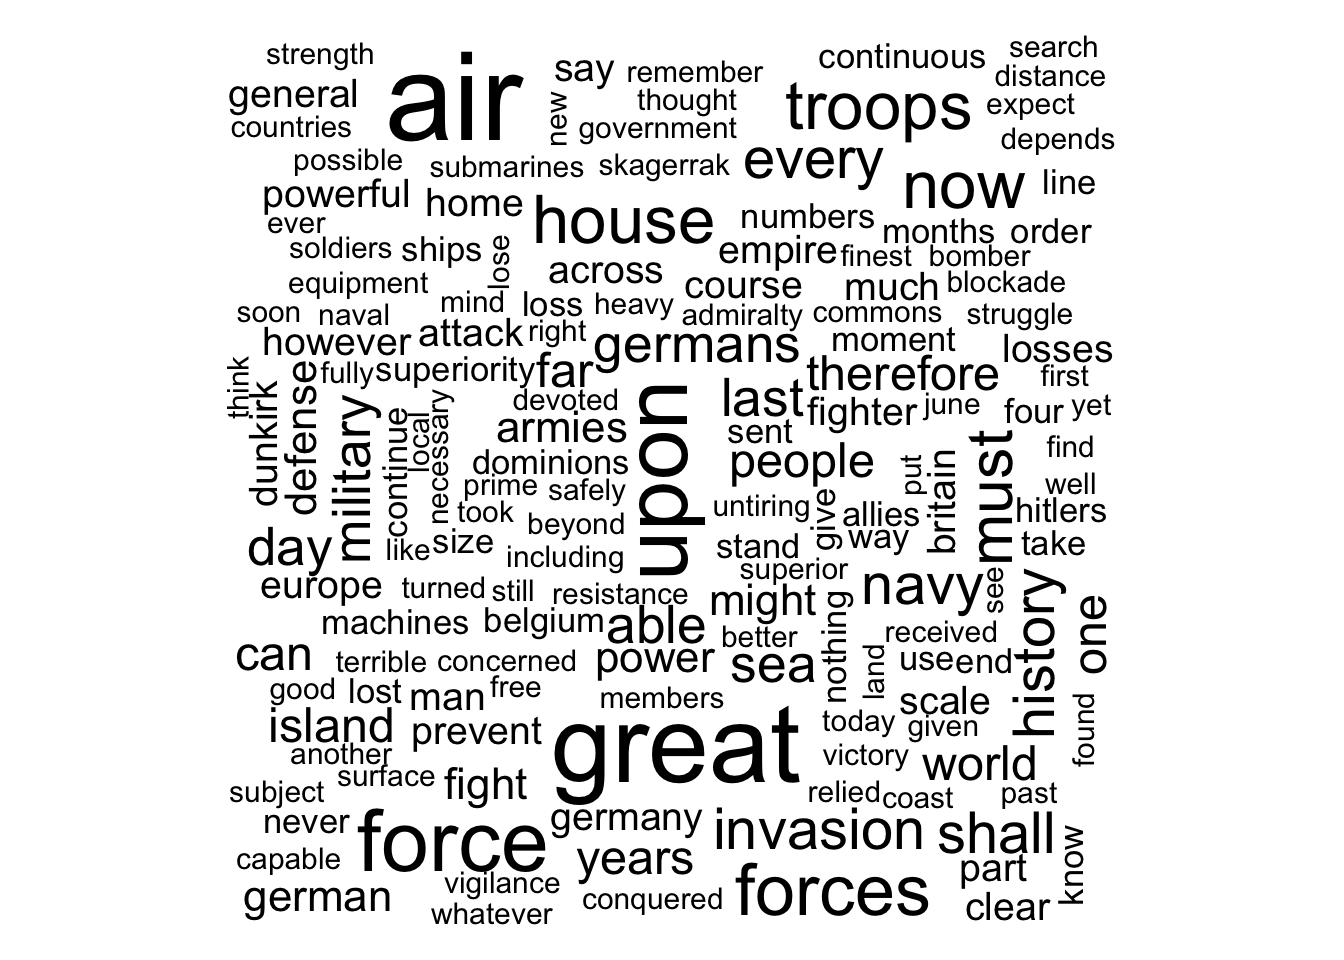 strength
air
say
remember
continuous
search
distance
general
thought
troops
expect
countries
new
government
depends
possible
submarines
skagerrak
every
now
line
powerful
home
house
numbers
ever
months
order
soldiers
ships
lose
empire
finest
bomber
equipment
across
course
much
blockade
mind
loss
heavy
soon
naval
admiralty
commons
struggle
however
attack
right
germans
moment
losses
think
fully
superiority
far
therefore
first
dunkirk
defense
military
continue
local
necessary
devoted
upon
last
fighter
june
four
yet
armies
sent
must
find
dominions
people
put
britain
prime
safely
well
took
beyond
untiring
give
allies
hitlers
day
like
size
including
stand
way
take
europe
turned
still
resistance
superior
might
navy
see
history
one
machines
belgium
able
better
nothing
received
can
terrible
concerned
power
sea
land
use
end
good
lost
man
free
members
scale
island
prevent
great
today
given
found
another
victory
world
surface
fight
subject
relied
coast
past
never
force
germany
invasion
shall
capable
years
part
know
german
vigilance
conquered
forces
clear
whatever